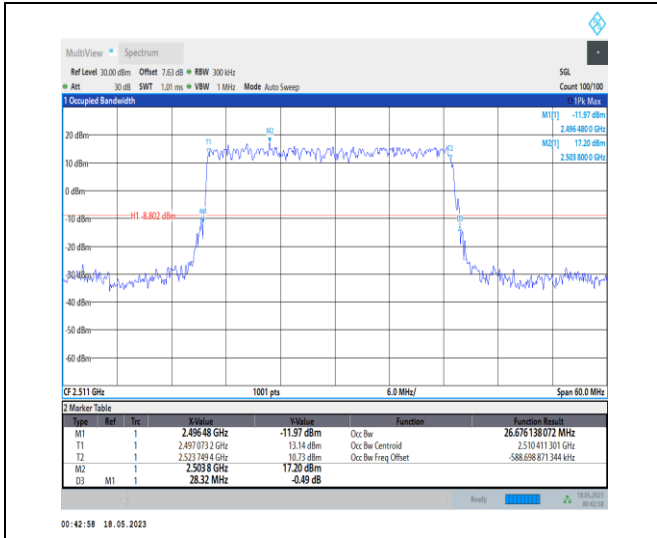 MultiView Spectrum
Ref Level 30.00 dBm Offset 7.63 dB RBW 300 kHz SGL
Att 30 dB SWT 1.01 ms VBW 1 MHz Mode Auto Sweep Count 100/100
1 Occupied Bandwidth 1Pk Max
M1[1] -11.97 dBm
2.496 480 0 GHz
M2[1] 17.20 dBm
2.503 800 0 GHz
20 dBm
M2
T1
T2
10 dBm
0 dBm
-10 dBm
H1 -8.802 dBm
D3
-20 dBm
-30 dBm
-40 dBm
-50 dBm
-60 dBm
CF 2.511 GHz 1001 pts 6.0 MHz/ Span 60.0 MHz
2 Marker Table
Type Ref Trc X-Value Y-Value Function Function Result
M1 1 2.49648 GHz -11.97 dBm Occ Bw 26.676 138 072 MHz
T1 1 2.497 073 2 GHz 13.14 dBm Occ Bw Centroid 2.510 411 301 GHz
T2 1 2.523 749 4 GHz 10.73 dBm Occ Bw Freq Offset -588.698 871 344 kHz
M2 1 2.503 8 GHz 17.20 dBm
D3 M1 1 28.32 MHz -0.49 dB
Ready 18.05.2023
00:42:58
00:42:58 18.05.2023